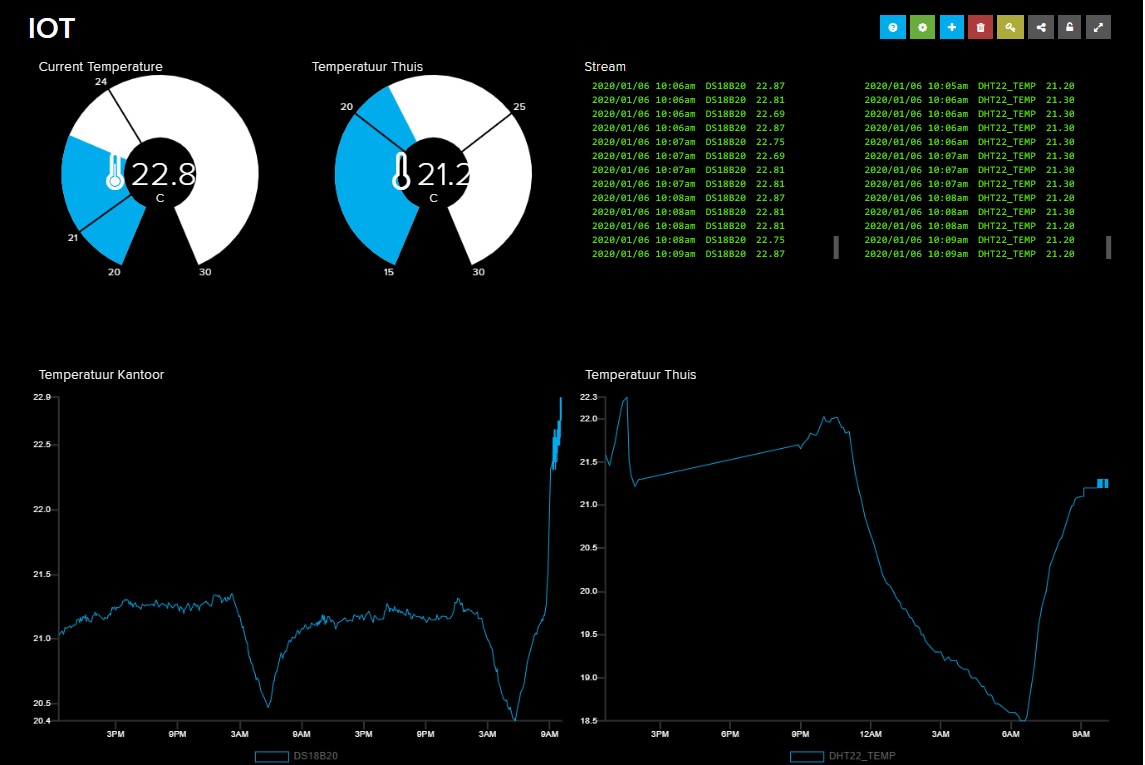 IOT
Current Temperature
24
21
20
30
22.8
C
Temperatuur Thuis
20
25
15
30
21.2
C
Stream
2020/01/06 10:06am DS18B20 22.87
2020/01/06 10:06am DS18B20 22.81
2020/01/06 10:06am DS18B20 22.69
2020/01/06 10:06am DS18B20 22.87
2020/01/06 10:07am DS18B20 22.75
2020/01/06 10:07am DS18B20 22.69
2020/01/06 10:07am DS18B20 22.81
2020/01/06 10:07am DS18B20 22.81
2020/01/06 10:08am DS18B20 22.87
2020/01/06 10:08am DS18B20 22.81
2020/01/06 10:08am DS18B20 22.81
2020/01/06 10:08am DS18B20 22.75
2020/01/06 10:09am DS18B20 22.87
2020/01/06 10:05am DHT22_TEMP 21.20
2020/01/06 10:06am DHT22_TEMP 21.30
2020/01/06 10:06am DHT22_TEMP 21.30
2020/01/06 10:06am DHT22_TEMP 21.30
2020/01/06 10:06am DHT22_TEMP 21.30
2020/01/06 10:07am DHT22_TEMP 21.30
2020/01/06 10:07am DHT22_TEMP 21.30
2020/01/06 10:07am DHT22_TEMP 21.30
2020/01/06 10:08am DHT22_TEMP 21.20
2020/01/06 10:08am DHT22_TEMP 21.30
2020/01/06 10:08am DHT22_TEMP 21.20
2020/01/06 10:09am DHT22_TEMP 21.20
2020/01/06 10:09am DHT22_TEMP 21.20
Temperatuur Kantoor
22.9
22.5
22.0
21.5
21.0
20.5
20.4
3PM 9PM 3AM 9AM 3PM 9PM 3AM 9AM
DS18B20
Temperatuur Thuis
22.3
22.0
21.5
21.0
20.5
20.0
19.5
19.0
18.5
3PM 6PM 9PM 12AM 3AM 6AM 9AM
DHT22_TEMP